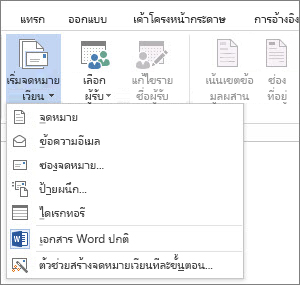 แทรก ออกแบบ เค้าโครงหน้ากระดาษ การอ้างอิง
เริ่มจดหมาย เลือก แก้ไขราย เน้นเขตข้อ ช่อง
เวียน ผู้รับ ชื่อผู้รับ มูลผสาน ที่อยู่
จดหมาย
ข้อความอีเมล
ซองจดหมาย...
ป้ายผนึก...
ไดเรกทอรี
เอกสาร Word ปกติ
ตัวช่วยสร้างจดหมายเวียนทีละขั้นตอน...